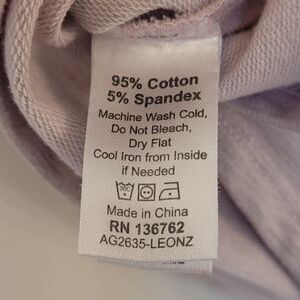 95% Cotton
5% Spandex
Machine Wash Cold,
Do Not Bleach,
Dry Flat
Cool Iron from Inside
if Needed
Made in China
RN 136762
AG2635-LEONZ